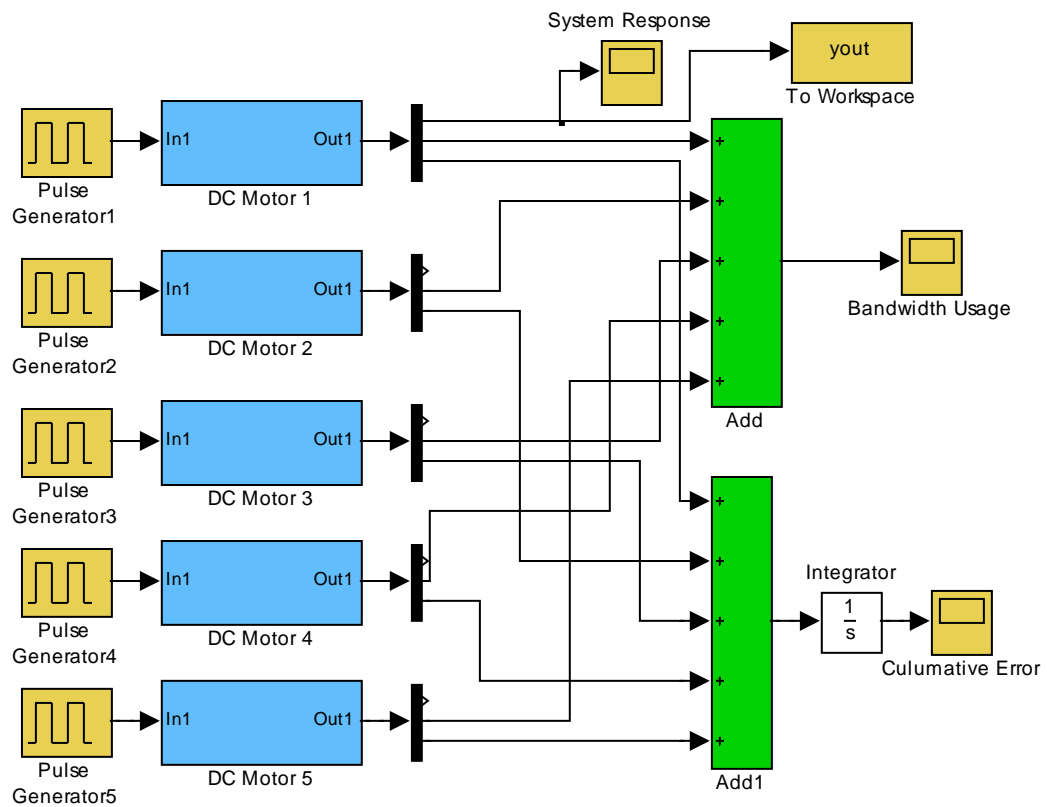 System Response
yout
To Workspace
In1
Out1
Pulse
Generator1
DC Motor 1
+
+
+
+
+
Add
Bandwidth Usage
In1
Out1
Pulse
Generator2
DC Motor 2
In1
Out1
Pulse
Generator3
DC Motor 3
In1
Out1
Pulse
Generator4
DC Motor 4
In1
Out1
Pulse
Generator5
DC Motor 5
+
+
+
+
+
Add1
Integrator
1
s
Culumative Error